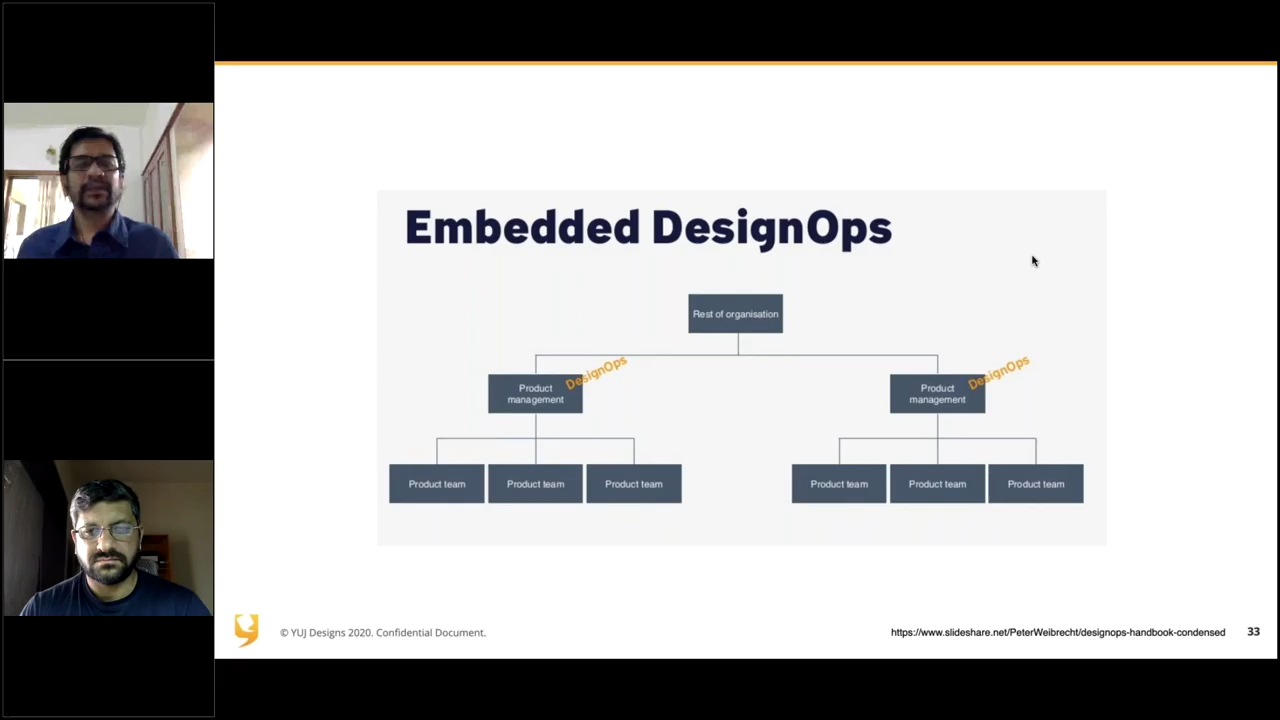 Embedded DesignOps
Rest of organisation
Product
management
DesignOps
Product
management
DesignOps
Product team
Product team
Product team
Product team
Product team
Product team
© YUJ Designs 2020. Confidential Document.
https://www.slideshare.net/PeterWeibrecht/designops-handbook-condensed
33